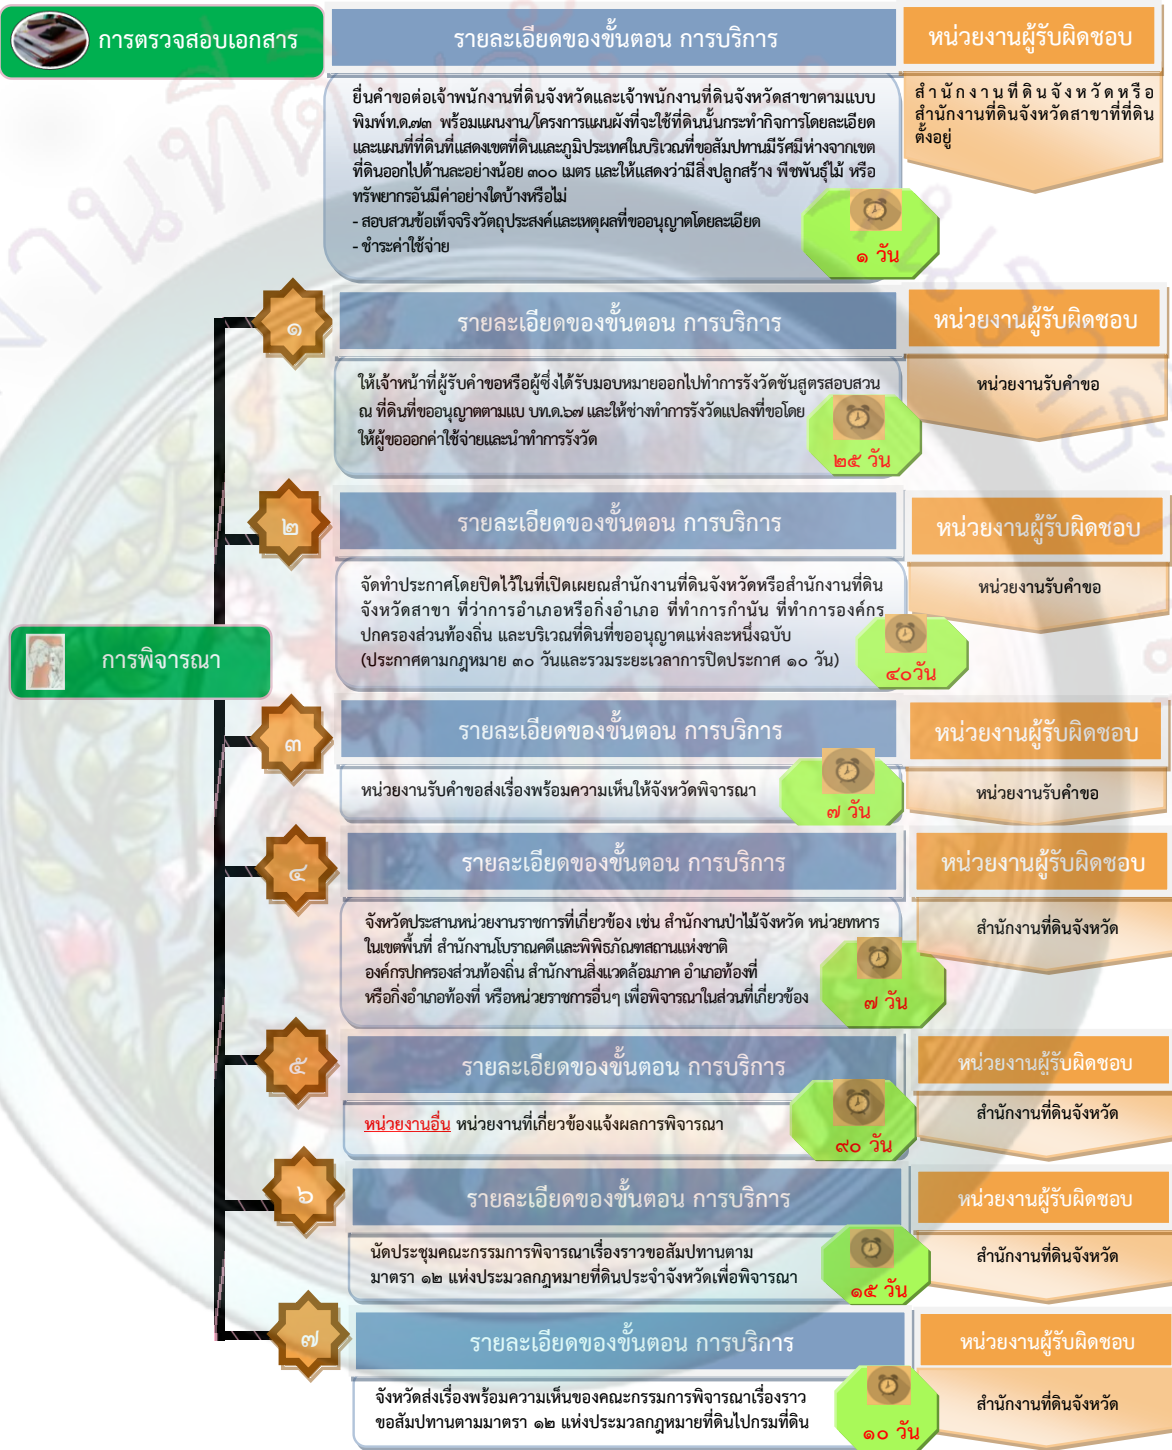 การตรวจสอบเอกสาร
รายละเอียดของขั้นตอน การบริการ
หน่วยงานผู้รับผิดชอบ
ยื่นคำขอต่อเจ้าพนักงานที่ดินจังหวัดและเจ้าพนักงานที่ดินจังหวัดสาขาตามแบบ
พิมพ์ท.ด.๗๓ พร้อมแผนงาน/โครงการแผนผังที่จะใช้ที่ดินนั้นกระทำกิจการโดยละเอียด
และแผนที่ที่ดินที่แสดงเขตที่ดินและภูมิประเทศในบริเวณที่ขอสัมปทานมีรัศมีห่างจากเขต
ที่ดินออกไปด้านละอย่างน้อย ๓๐๐ เมตร และให้แสดงว่ามีสิ่งปลูกสร้าง พืชพันธุ์ไม้ หรือ
ทรัพยากรอันมีค่าอย่างใดบ้างหรือไม่
- สอบสวนข้อเท็จจริงวัตถุประสงค์และเหตุผลที่ขออนุญาตโดยละเอียด
- ชำระค่าใช้จ่าย
๑ วัน
สำนักงานที่ดินจังหวัดหรือ
สำนักงานที่ดินจังหวัดสาขาที่ที่ดิน
ตั้งอยู่
๑
รายละเอียดของขั้นตอน การบริการ
หน่วยงานผู้รับผิดชอบ
ให้เจ้าหน้าที่ผู้รับคำขอหรือผู้ซึ่งได้รับมอบหมายออกไปทำการรังวัดชันสูตรสอบสวน
ณ ที่ดินที่ขออนุญาตตามแบ บท.ด.๖๗ และให้ช่างทำการรังวัดแปลงที่ขอโดย
ให้ผู้ขอออกค่าใช้จ่ายและนำทำการรังวัด
๒๕ วัน
หน่วยงานรับคำขอ
๒
รายละเอียดของขั้นตอน การบริการ
หน่วยงานผู้รับผิดชอบ
จัดทำประกาศโดยปิดไว้ในที่เปิดเผยณสำนักงานที่ดินจังหวัดหรือสำนักงานที่ดิน
จังหวัดสาขา ที่ว่าการอำเภอหรือกิ่งอำเภอ ที่ทำการกำนัน ที่ทำการองค์กร
ปกครองส่วนท้องถิ่น และบริเวณที่ดินที่ขออนุญาตแห่งละหนึ่งฉบับ
(ประกาศตามกฎหมาย ๓๐ วันและรวมระยะเวลาการปิดประกาศ ๑๐ วัน)
๔๐วัน
หน่วยงานรับคำขอ
การพิจารณา
๓
รายละเอียดของขั้นตอน การบริการ
หน่วยงานผู้รับผิดชอบ
หน่วยงานรับคำขอส่งเรื่องพร้อมความเห็นให้จังหวัดพิจารณา
๗ วัน
หน่วยงานรับคำขอ
๔
รายละเอียดของขั้นตอน การบริการ
หน่วยงานผู้รับผิดชอบ
จังหวัดประสานหน่วยงานราชการที่เกี่ยวข้อง เช่น สำนักงานป่าไม้จังหวัด หน่วยทหาร
ในเขตพื้นที่ สำนักงานโบราณคดีและพิพิธภัณฑสถานแห่งชาติ
องค์กรปกครองส่วนท้องถิ่น สำนักงานสิ่งแวดล้อมภาค อำเภอท้องที่
หรือกิ่งอำเภอท้องที่ หรือหน่วยราชการอื่นๆ เพื่อพิจารณาในส่วนที่เกี่ยวข้อง
๗ วัน
สำนักงานที่ดินจังหวัด
๕
รายละเอียดของขั้นตอน การบริการ
หน่วยงานผู้รับผิดชอบ
หน่วยงานอื่น หน่วยงานที่เกี่ยวข้องแจ้งผลการพิจารณา
๙๐ วัน
สำนักงานที่ดินจังหวัด
๖
รายละเอียดของขั้นตอน การบริการ
หน่วยงานผู้รับผิดชอบ
นัดประชุมคณะกรรมการพิจารณาเรื่องราวขอสัมปทานตาม
มาตรา ๑๒ แห่งประมวลกฎหมายที่ดินประจำจังหวัดเพื่อพิจารณา
๑๕ วัน
สำนักงานที่ดินจังหวัด
๗
รายละเอียดของขั้นตอน การบริการ
หน่วยงานผู้รับผิดชอบ
จังหวัดส่งเรื่องพร้อมความเห็นของคณะกรรมการพิจารณาเรื่องราว
ขอสัมปทานตามมาตรา ๑๒ แห่งประมวลกฎหมายที่ดินไปกรมที่ดิน
๑๐ วัน
สำนักงานที่ดินจังหวัด